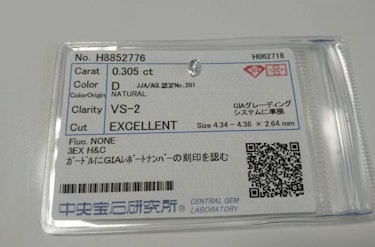 No. H8852776 H062718
Carat 0.305 ct
Color D JJA/AGL認定No.201
ColorOrigin NATURAL
Clarity VS-2 GIAグレーディング
システムに準拠
Cut EXCELLENT Size 4.34 - 4.36 × 2.64 mm
Fluo. NONE
3EX H&C
ガードルにGIAレポートナンバーの刻印を認む
中央宝石研究所® CENTRAL GEM
LABORATORY